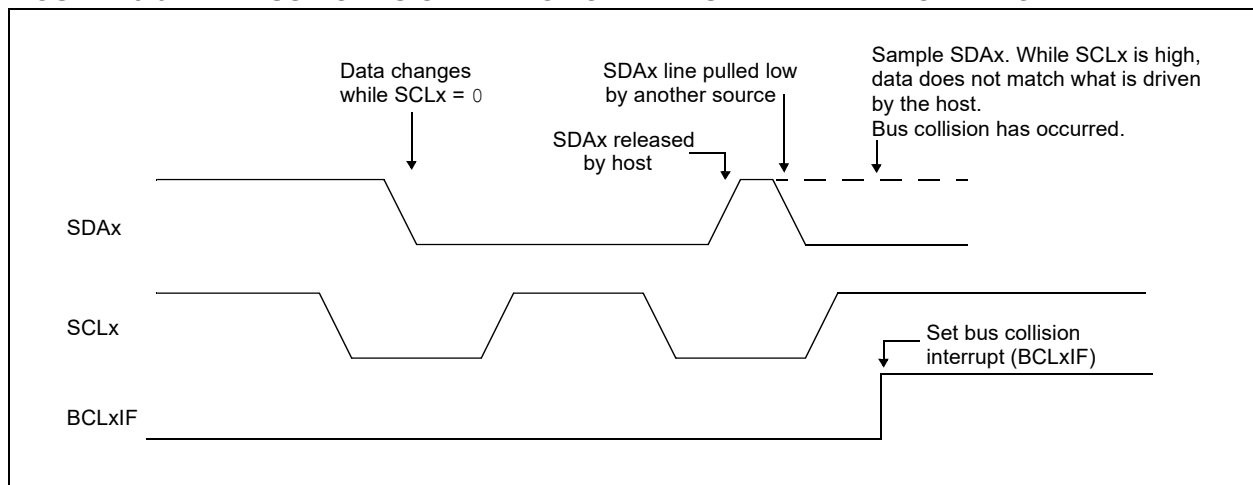 Data changes
while SCLx = 0
SDAx line pulled low
by another source
Sample SDAx. While SCLx is high,
data does not match what is driven
by the host.
Bus collision has occurred.
SDAx released
by host
SDAx
SCLx
Set bus collision
interrupt (BCLxIF)
BCLxIF